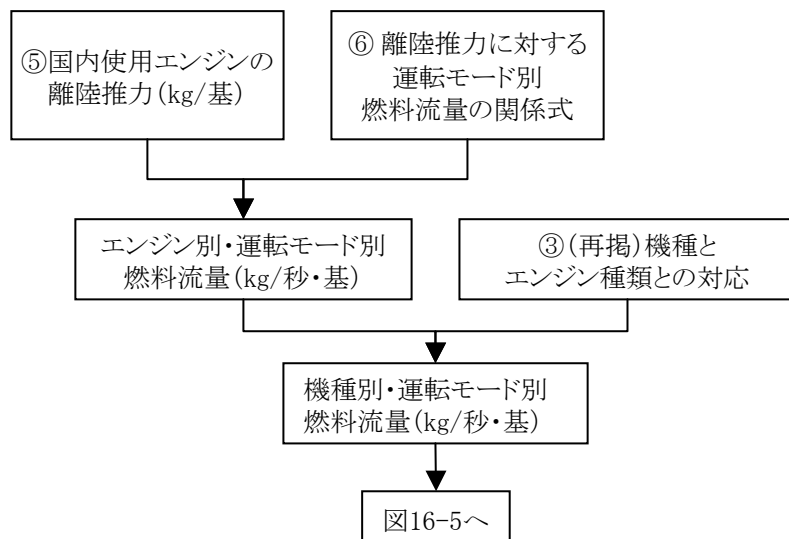 ⑤国内使用エンジンの
離陸推力(kg/基)
⑥ 離陸推力に対する
運転モード別
燃料流量の関係式
エンジン別・運転モード別
燃料流量(kg/秒・基)
③(再掲)機種と
エンジン種類との対応
機種別・運転モード別
燃料流量(kg/秒・基)
図16-5へ